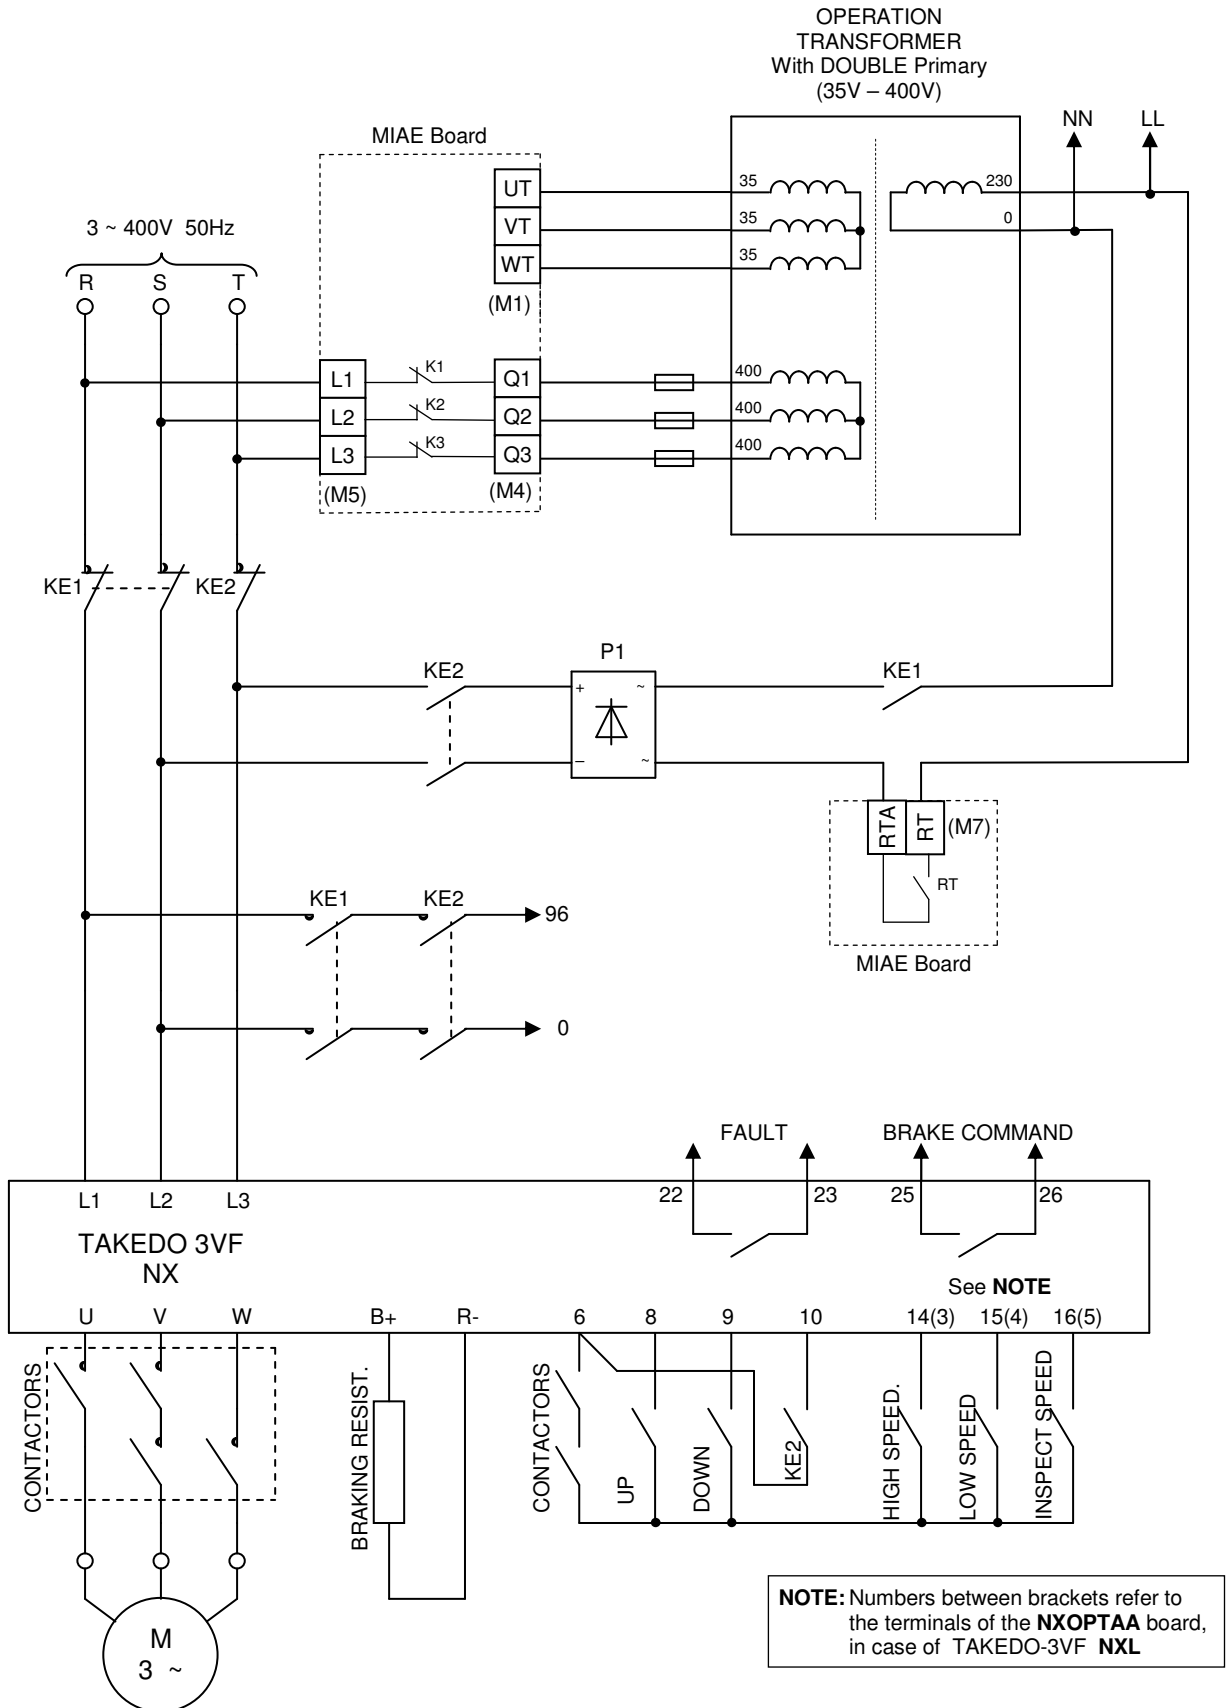 OPERATION
TRANSFORMER
With DOUBLE Primary
(35V – 400V)
NN
LL
MIAE Board
UT
35
230
3 ~ 400V 50Hz
VT
35
0
WT
35
R
S
T
(M1)
L1
K1
Q1
400
L2
K2
Q2
400
L3
K3
Q3
400
(M5)
(M4)
KE1
KE2
P1
KE2
KE1
+
~
–
~
RTA
RT
(M7)
RT
KE1
KE2
96
MIAE Board
0
FAULT
BRAKE COMMAND
L1
L2
L3
22
23
25
26
TAKEDO 3VF
NX
See NOTE
U
V
W
B+
R-
6
8
9
10
14(3)
15(4)
16(5)
CONTACTORS
BRAKING RESIST.
CONTACTORS
UP
DOWN
KE2
HIGH SPEED.
LOW SPEED
INSPECT SPEED
M
3 ~
NOTE: Numbers between brackets refer to
the terminals of the NXOPTAA board,
in case of TAKEDO-3VF NXL